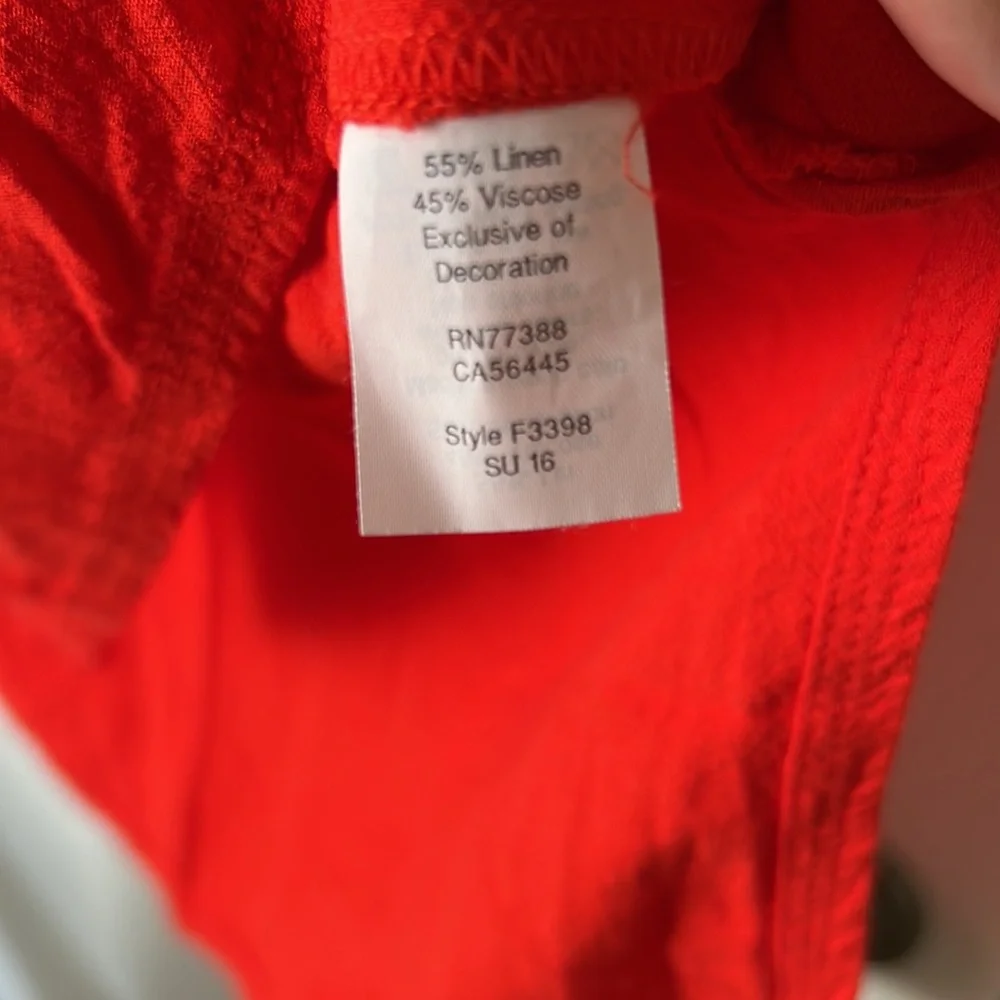 55% Linen
45% Viscose
Exclusive of
Decoration
RN77388
CA56445
Style F3398
SU 16